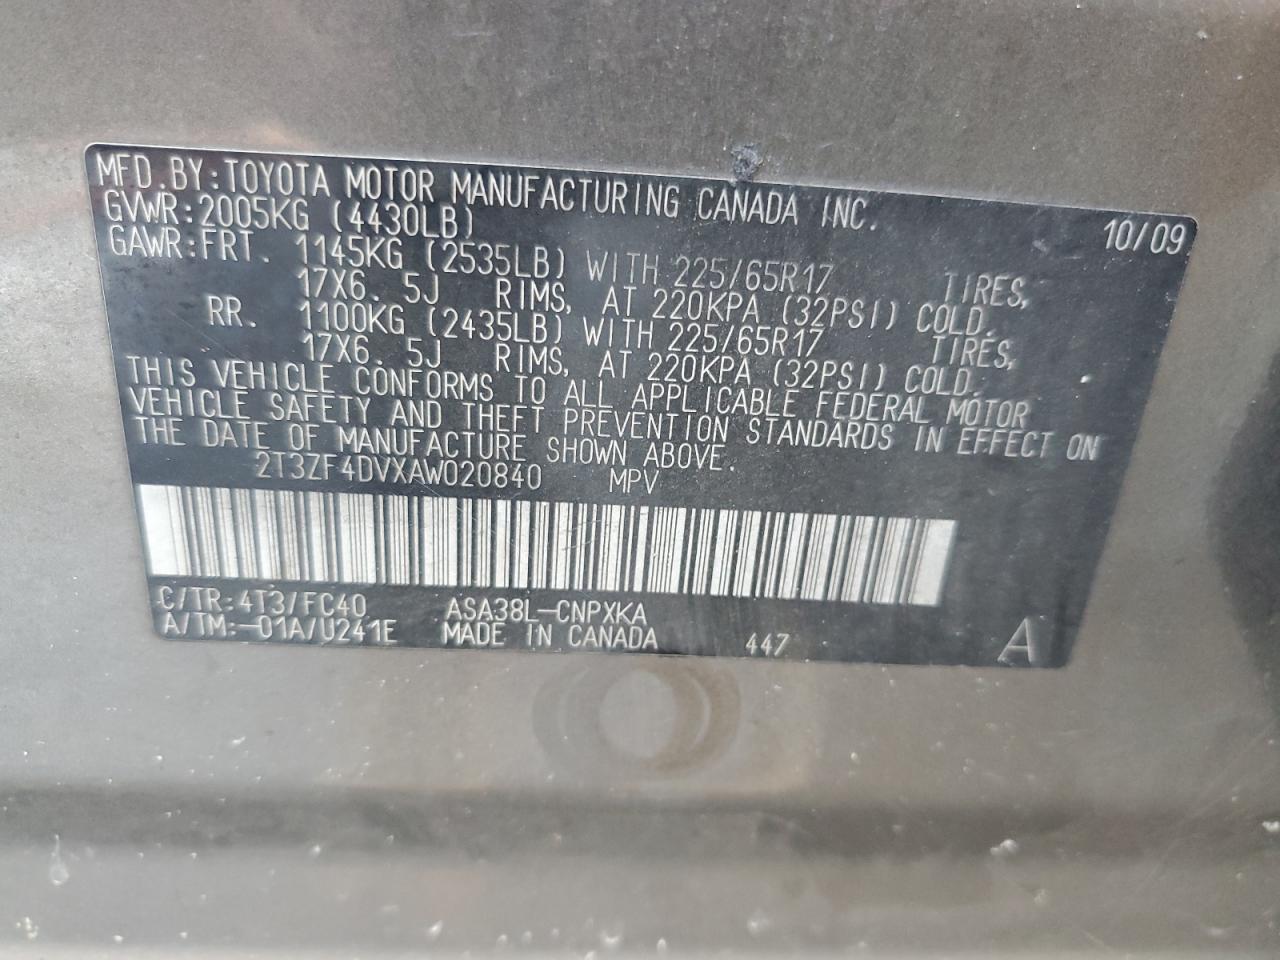 MFD.BY:TOYOTA MOTOR MANUFACTURING CANADA INC. 10/09
GVWR:2005KG (4430LB)
GAWR:FRT. 1145KG (2535LB) WITH 225/65R17 TIRES,
17X6.5J RIMS, AT 220KPA (32PSI) COLD.
RR. 1100KG (2435LB) WITH 225/65R17 TIRES,
17X6.5J RIMS, AT 220KPA (32PSI) COLD.
THIS VEHICLE CONFORMS TO ALL APPLICABLE FEDERAL MOTOR
VEHICLE SAFETY AND THEFT PREVENTION STANDARDS IN EFFECT ON
THE DATE OF MANUFACTURE SHOWN ABOVE.
2T3ZF4DVXAW020840 MPV
C/TR:4T3/FC40 ASA38L-CNPXKA
A/TM:-01A/U241E MADE IN CANADA 447 A